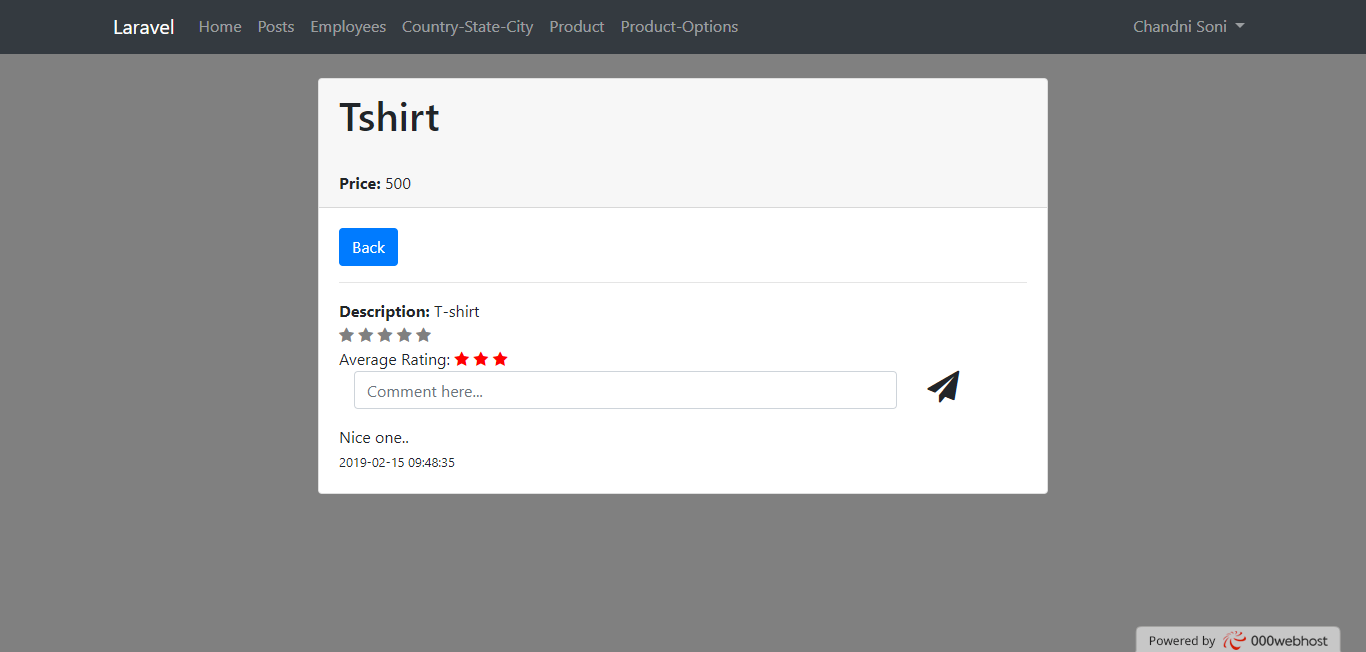 Laravel Home Posts Employees Country-State-City Product Product-Options Chandni Soni
Tshirt
Price: 500
Back
Description: T-shirt
Average Rating:
Comment here...
Nice one..
2019-02-15 09:48:35
Powered by 000webhost